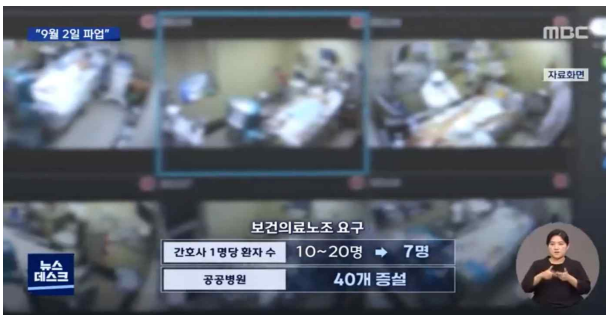 "9월 2일 파업"
MBC
자료화면
보건의료노조 요구
간호사 1명당 환자 수 10~20명 ➡ 7명
공공병원 40개 증설
뉴스
데스크